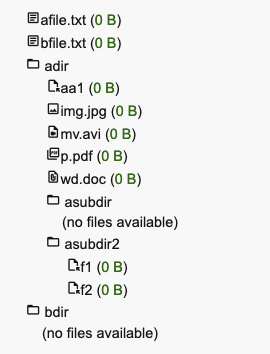 afile.txt (0 B)
bfile.txt (0 B)
adir
aa1 (0 B)
img.jpg (0 B)
mv.avi (0 B)
p.pdf (0 B)
wd.doc (0 B)
asubdir
(no files available)
asubdir2
f1 (0 B)
f2 (0 B)
bdir
(no files available)